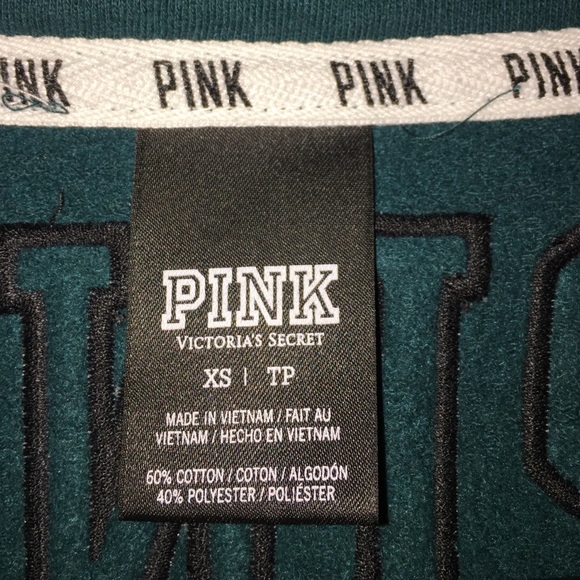 PINK PINK PINK PINK
PINK
VICTORIA'S SECRET
XS | TP
MADE IN VIETNAM / FAIT AU
VIETNAM / HECHO EN VIETNAM
60% COTTON / COTON / ALGODÓN
40% POLYESTER / POLIÉSTER